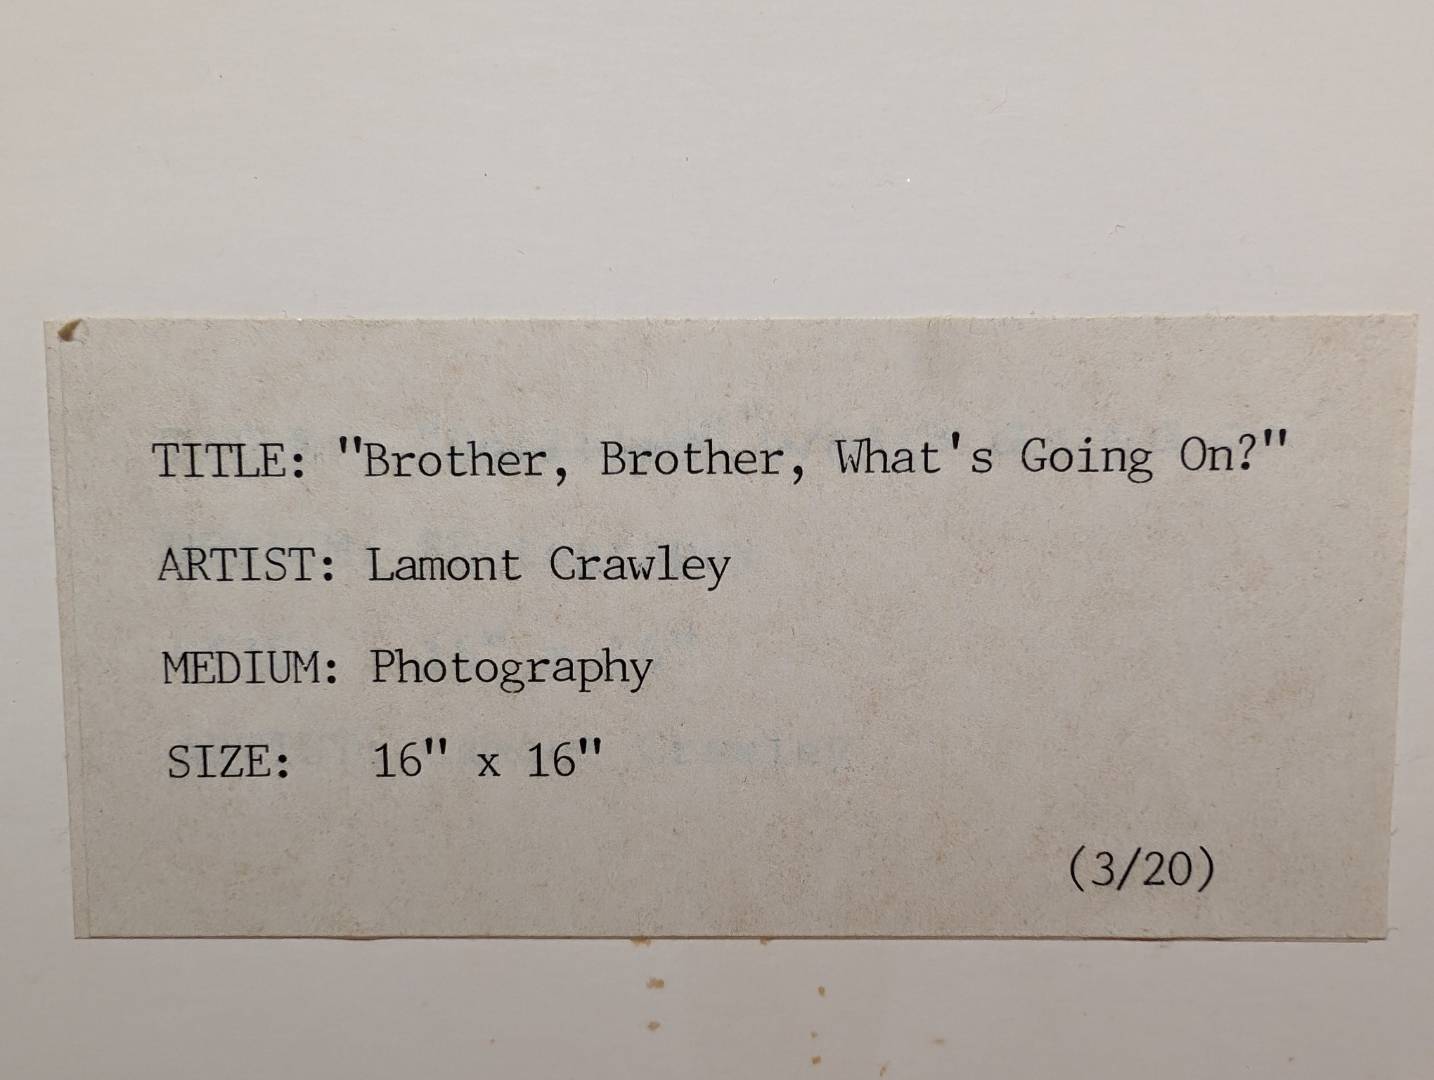 TITLE: "Brother, Brother, What's Going On?"
ARTIST: Lamont Crawley
MEDIUM: Photography
SIZE: 16" x 16"
(3/20)